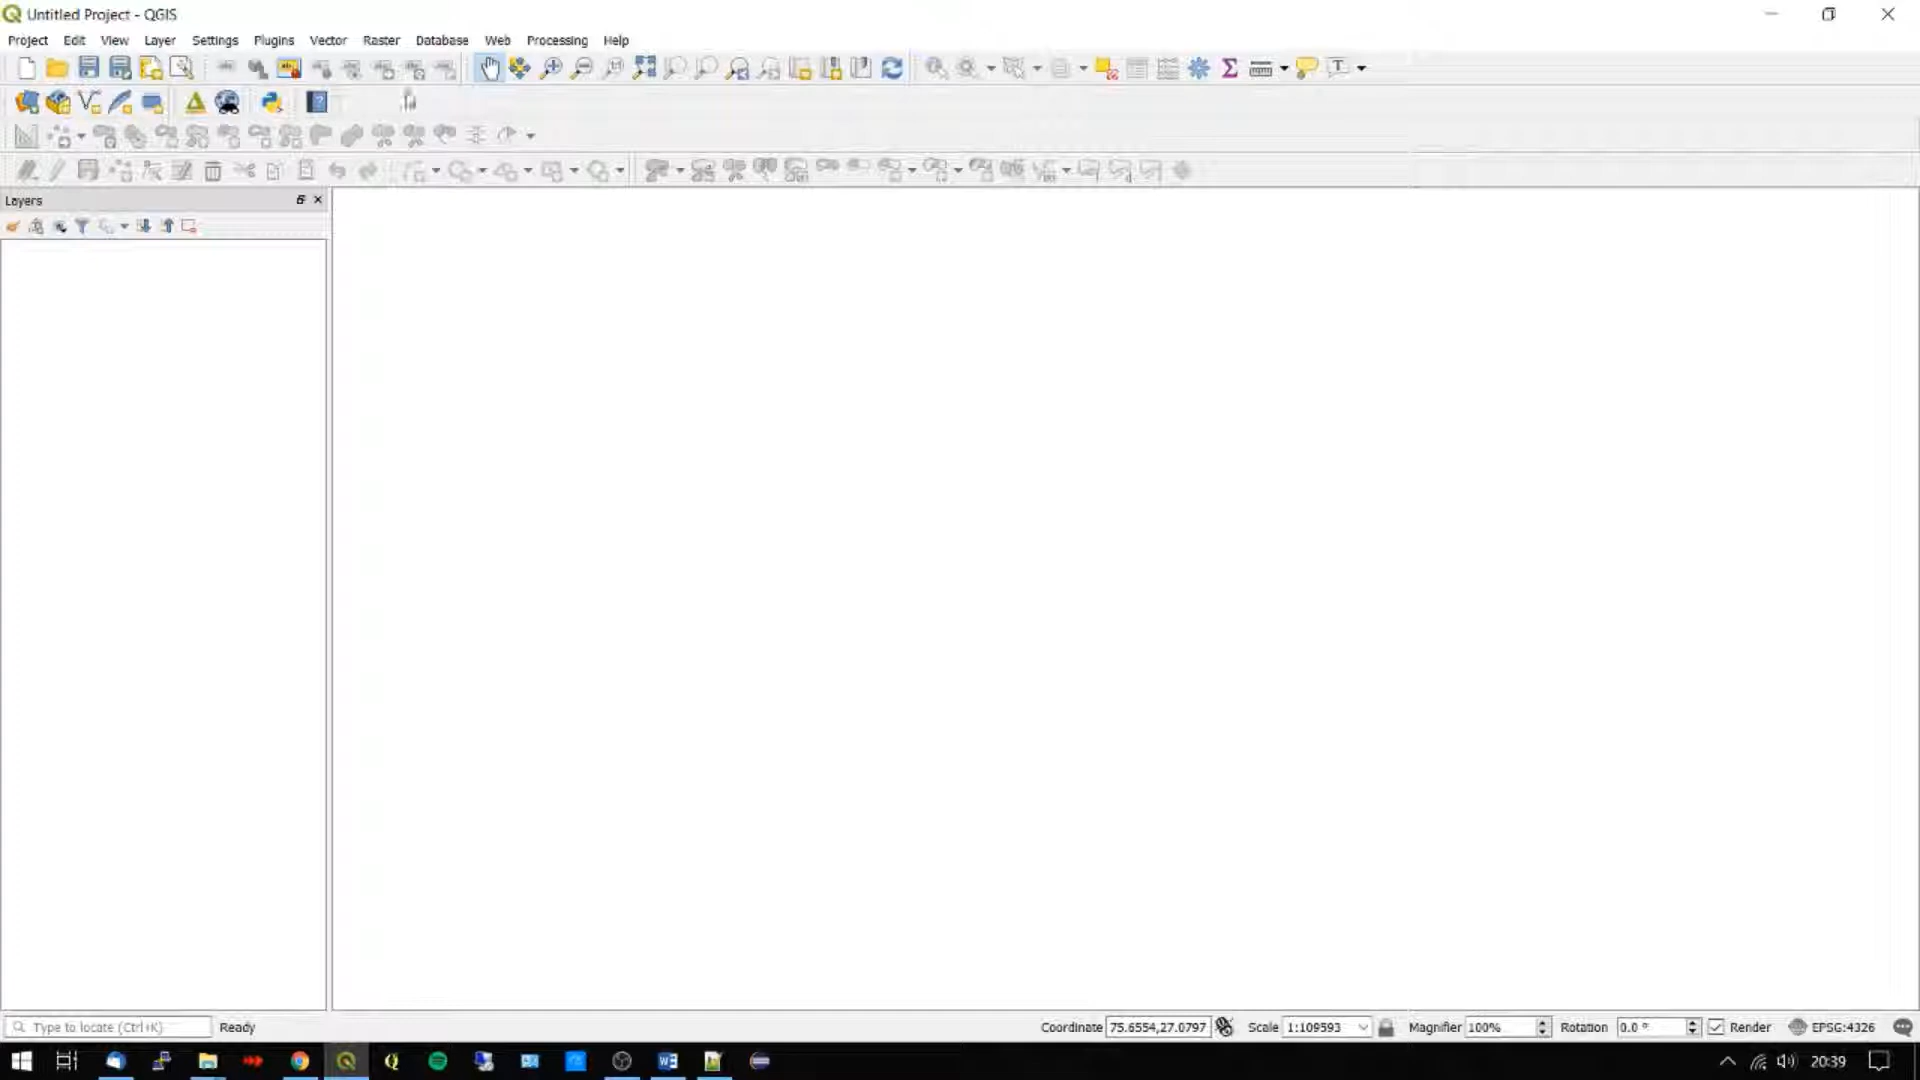 Untitled Project - QGIS
Project Edit View Layer Settings Plugins Vector Raster Database Web Processing Help
Layers
Type to locate (Ctrl+K) Ready Coordinate 75.6554,27.0797 Scale 1:109593 Magnifier 100% Rotation 0.0 ° Render EPSG:4326
20:39